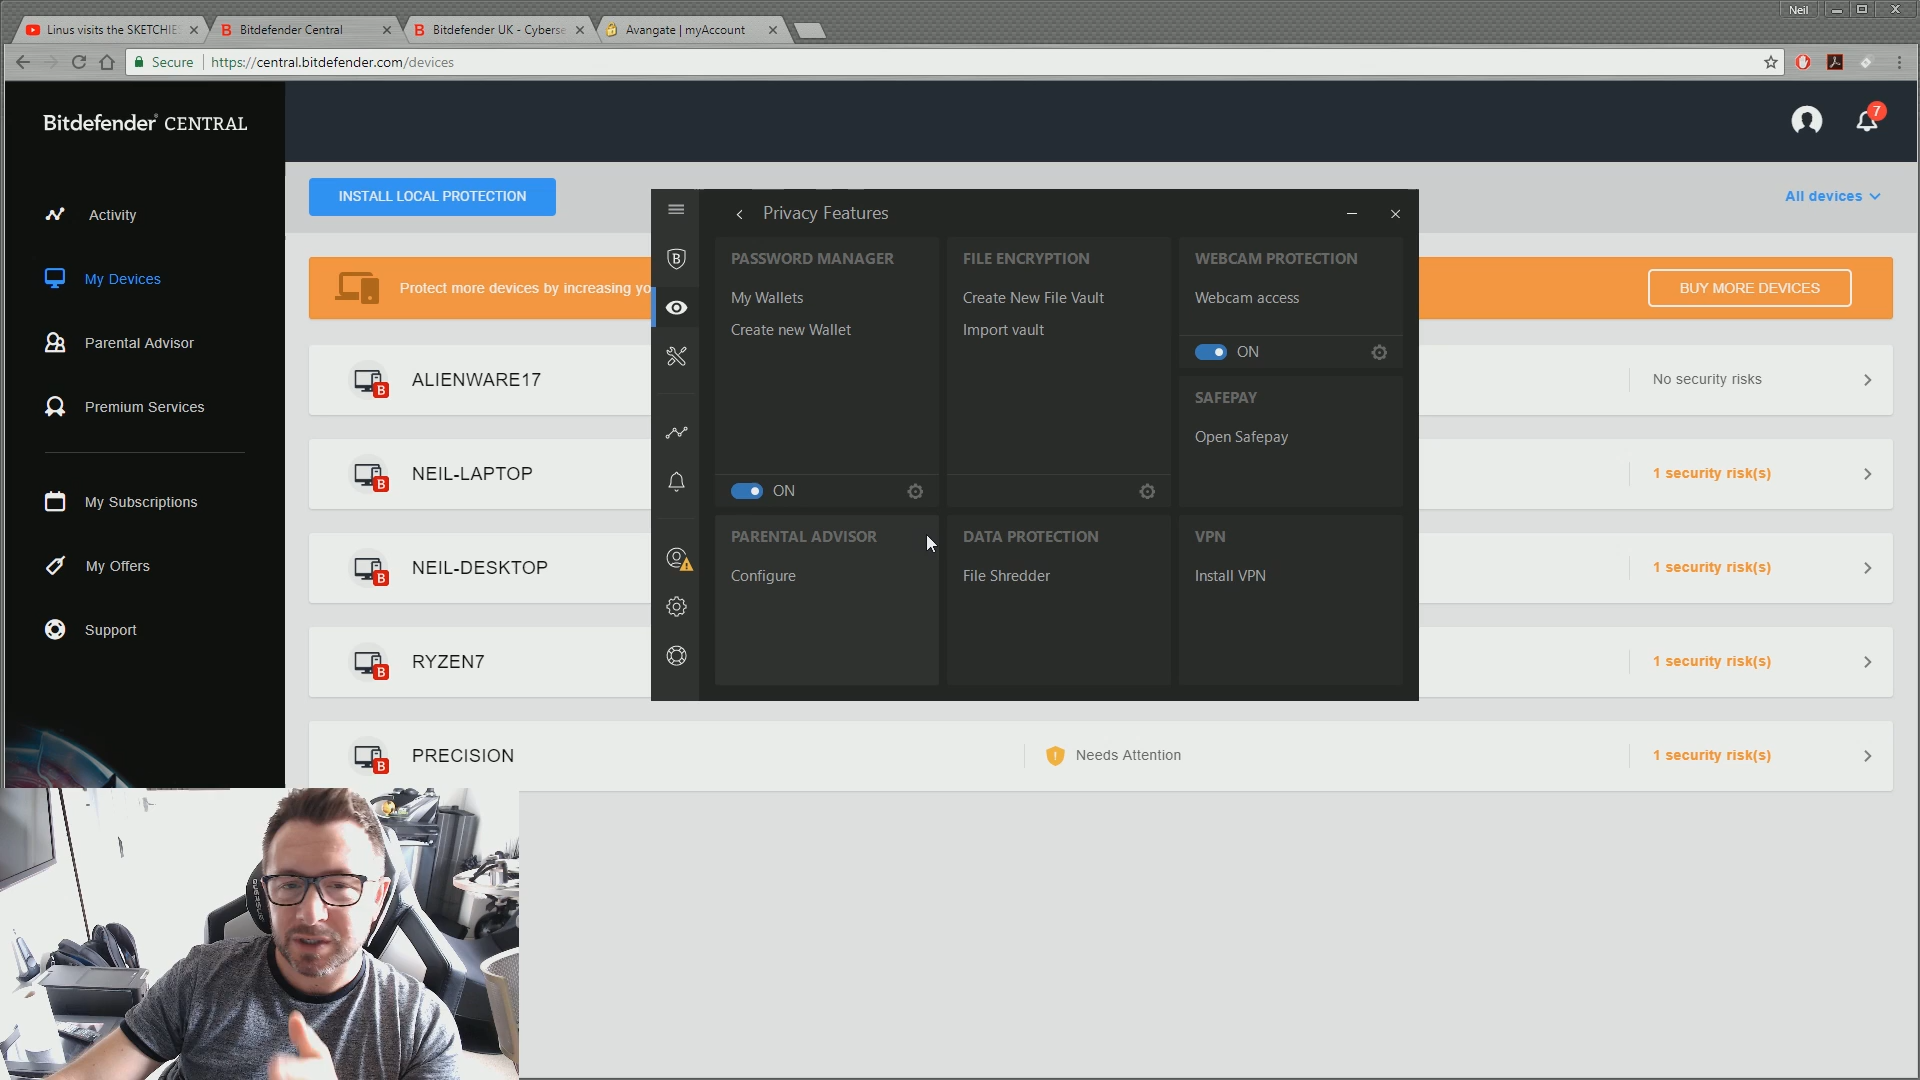 Neil
Linus visits the SKETCHIE
Bitdefender Central
Bitdefender UK - Cyberse
Avangate | myAccount
Secure
https://central.bitdefender.com/devices
Bitdefender CENTRAL
7
Activity
My Devices
Parental Advisor
Premium Services
My Subscriptions
My Offers
Support
INSTALL LOCAL PROTECTION
All devices
Protect more devices by increasing yo
BUY MORE DEVICES
ALIENWARE17
No security risks
NEIL-LAPTOP
1 security risk(s)
NEIL-DESKTOP
1 security risk(s)
RYZEN7
1 security risk(s)
PRECISION
Needs Attention
1 security risk(s)
Privacy Features
PASSWORD MANAGER
My Wallets
Create new Wallet
ON
FILE ENCRYPTION
Create New File Vault
Import vault
WEBCAM PROTECTION
Webcam access
ON
SAFEPAY
Open Safepay
PARENTAL ADVISOR
Configure
DATA PROTECTION
File Shredder
VPN
Install VPN